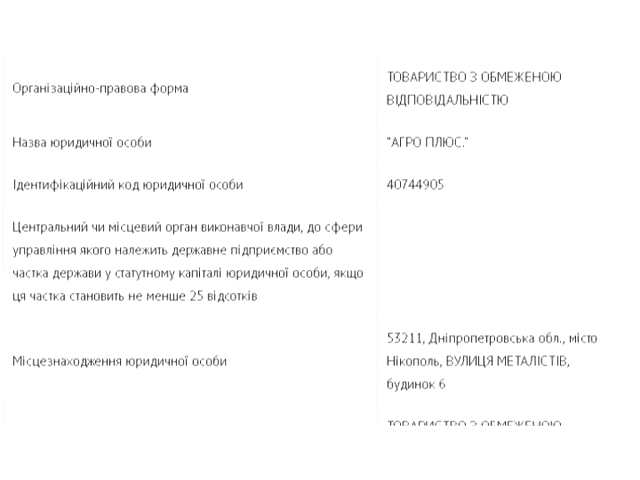 Організаційно-правова форма
ТОВАРИСТВО З ОБМЕЖЕНОЮ
ВІДПОВІДАЛЬНІСТЮ
Назва юридичної особи
"АГРО ПЛЮС."
Ідентифікаційний код юридичної особи
40744905
Центральний чи місцевий орган виконавчої влади, до сфери
управління якого належить державне підприємство або
частка держави у статутному капіталі юридичної особи, якщо
ця частка становить не менше 25 відсотків
Місцезнаходження юридичної особи
53211, Дніпропетровська обл., місто
Нікополь, ВУЛИЦЯ МЕТАЛІСТІВ,
будинок 6
ТОВАРИСТВО З ОБМЕЖЕНОЮ